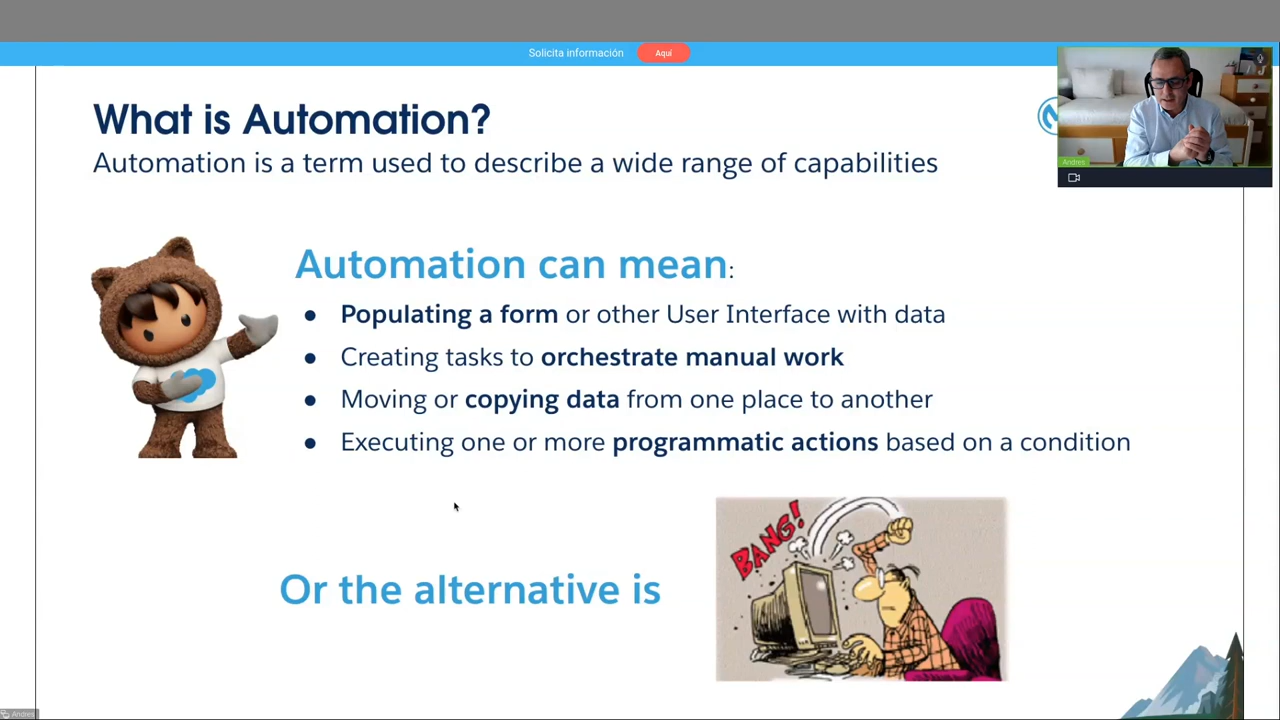 Solicita información Aquí
What is Automation?
Automation is a term used to describe a wide range of capabilities
Andres
Automation can mean:
● Populating a form or other User Interface with data
● Creating tasks to orchestrate manual work
● Moving or copying data from one place to another
● Executing one or more programmatic actions based on a condition
BANG!
Or the alternative is
Andres